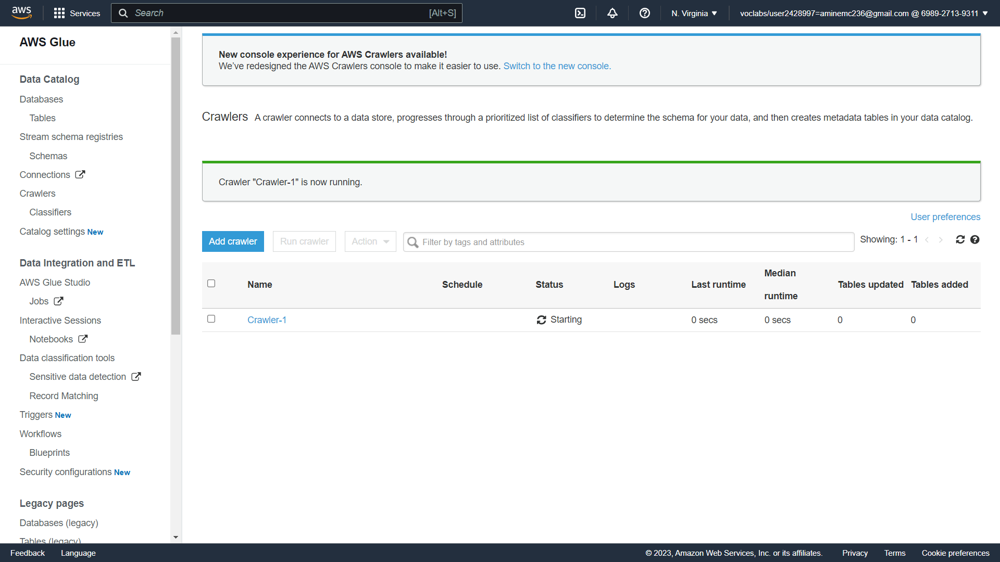 aws
Services
Search
[Alt+S]
N. Virginia
voclabs/user2428997=aminemc236@gmail.com @ 6989-2713-9311
AWS Glue
Data Catalog
Databases
Tables
Stream schema registries
Schemas
Connections
Crawlers
Classifiers
Catalog settings New
Data Integration and ETL
AWS Glue Studio
Jobs
Interactive Sessions
Notebooks
Data classification tools
Sensitive data detection
Record Matching
Triggers New
Workflows
Blueprints
Security configurations New
Legacy pages
Databases (legacy)
Tables (legacy)
New console experience for AWS Crawlers available!
We've redesigned the AWS Crawlers console to make it easier to use. Switch to the new console.
Crawlers A crawler connects to a data store, progresses through a prioritized list of classifiers to determine the schema for your data, and then creates metadata tables in your data catalog.
Crawler "Crawler-1" is now running.
User preferences
Add crawler
Run crawler
Action
Filter by tags and attributes
Showing: 1 - 1
Name Schedule Status Logs Last runtime Median runtime Tables updated Tables added
Crawler-1 Starting 0 secs 0 secs 0 0
Feedback Language
© 2023, Amazon Web Services, Inc. or its affiliates. Privacy Terms Cookie preferences